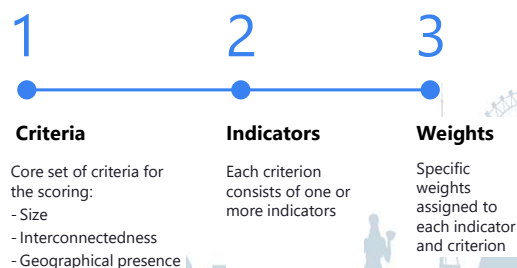 1
2
3
Criteria
Indicators
Weights
Core set of criteria for
the scoring:
- Size
- Interconnectedness
- Geographical presence
Each criterion
consists of one or
more indicators
Specific
weights
assigned to
each indicator
and criterion